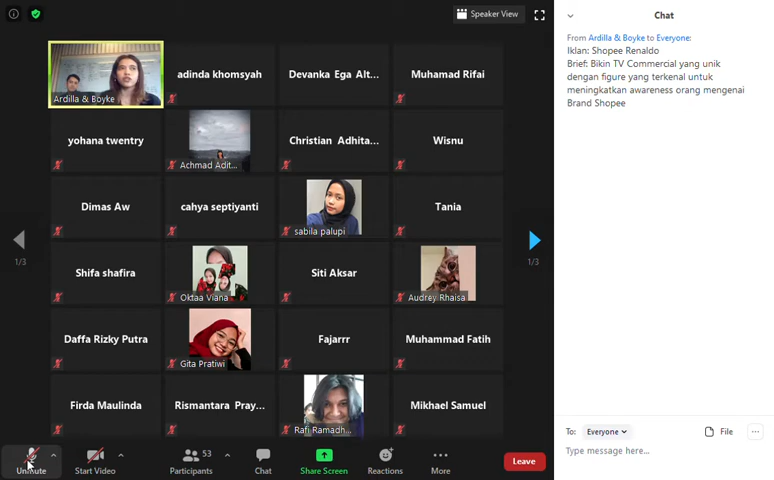 Speaker View
Chat
From Ardilla & Boyke to Everyone:
Iklan: Shopee Renaldo
Brief: Bikin TV Commercial yang unik
dengan figur yang terkenal untuk
meningkatkan awareness orang mengenai
Brand Shopee
Ardilla & Boyke
adinda khomsyah
Devanka Ega Alt...
Muhamad Rifai
yohana twentry
Achmad Adit...
Christian Adhita...
Wisnu
Dimas Aw
cahya septiyanti
sabila palupi
Tania
1/3
1/3
Shifa shafira
Oktaa Viana
Siti Aksar
Audrey Rhaisa
Daffa Rizky Putra
Gita Pratiwi
Fajarrr
Muhammad Fatih
Firda Maulinda
Rismantara Pray...
Rafi Ramadh...
Mikhael Samuel
To: Everyone
File
Type message here...
Unmute
Start Video
53
Participants
Chat
Share Screen
Reactions
More
Leave